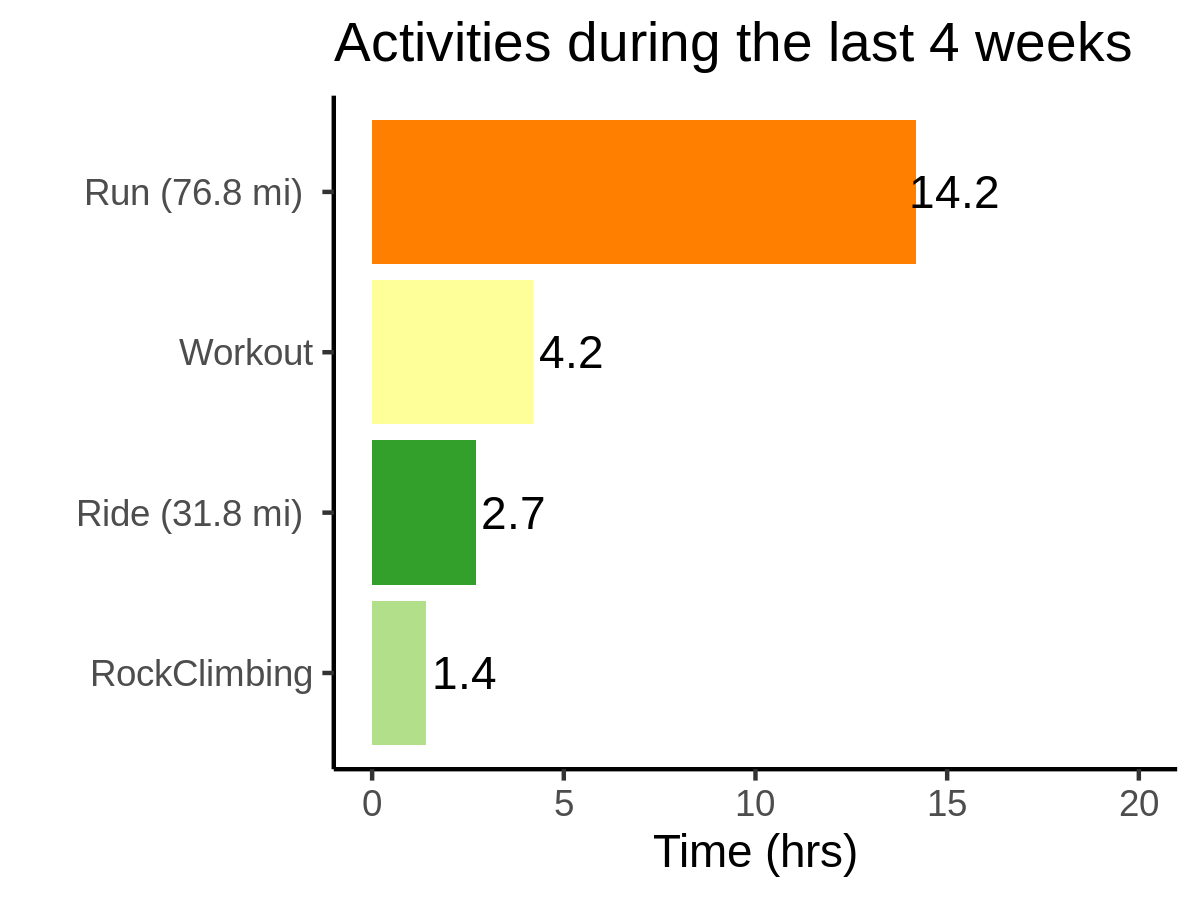 Activities during the last 4 weeks
Run (76.8 mi)
14.2
Workout
4.2
Ride (31.8 mi)
2.7
RockClimbing
1.4
0 5 10 15 20
Time (hrs)